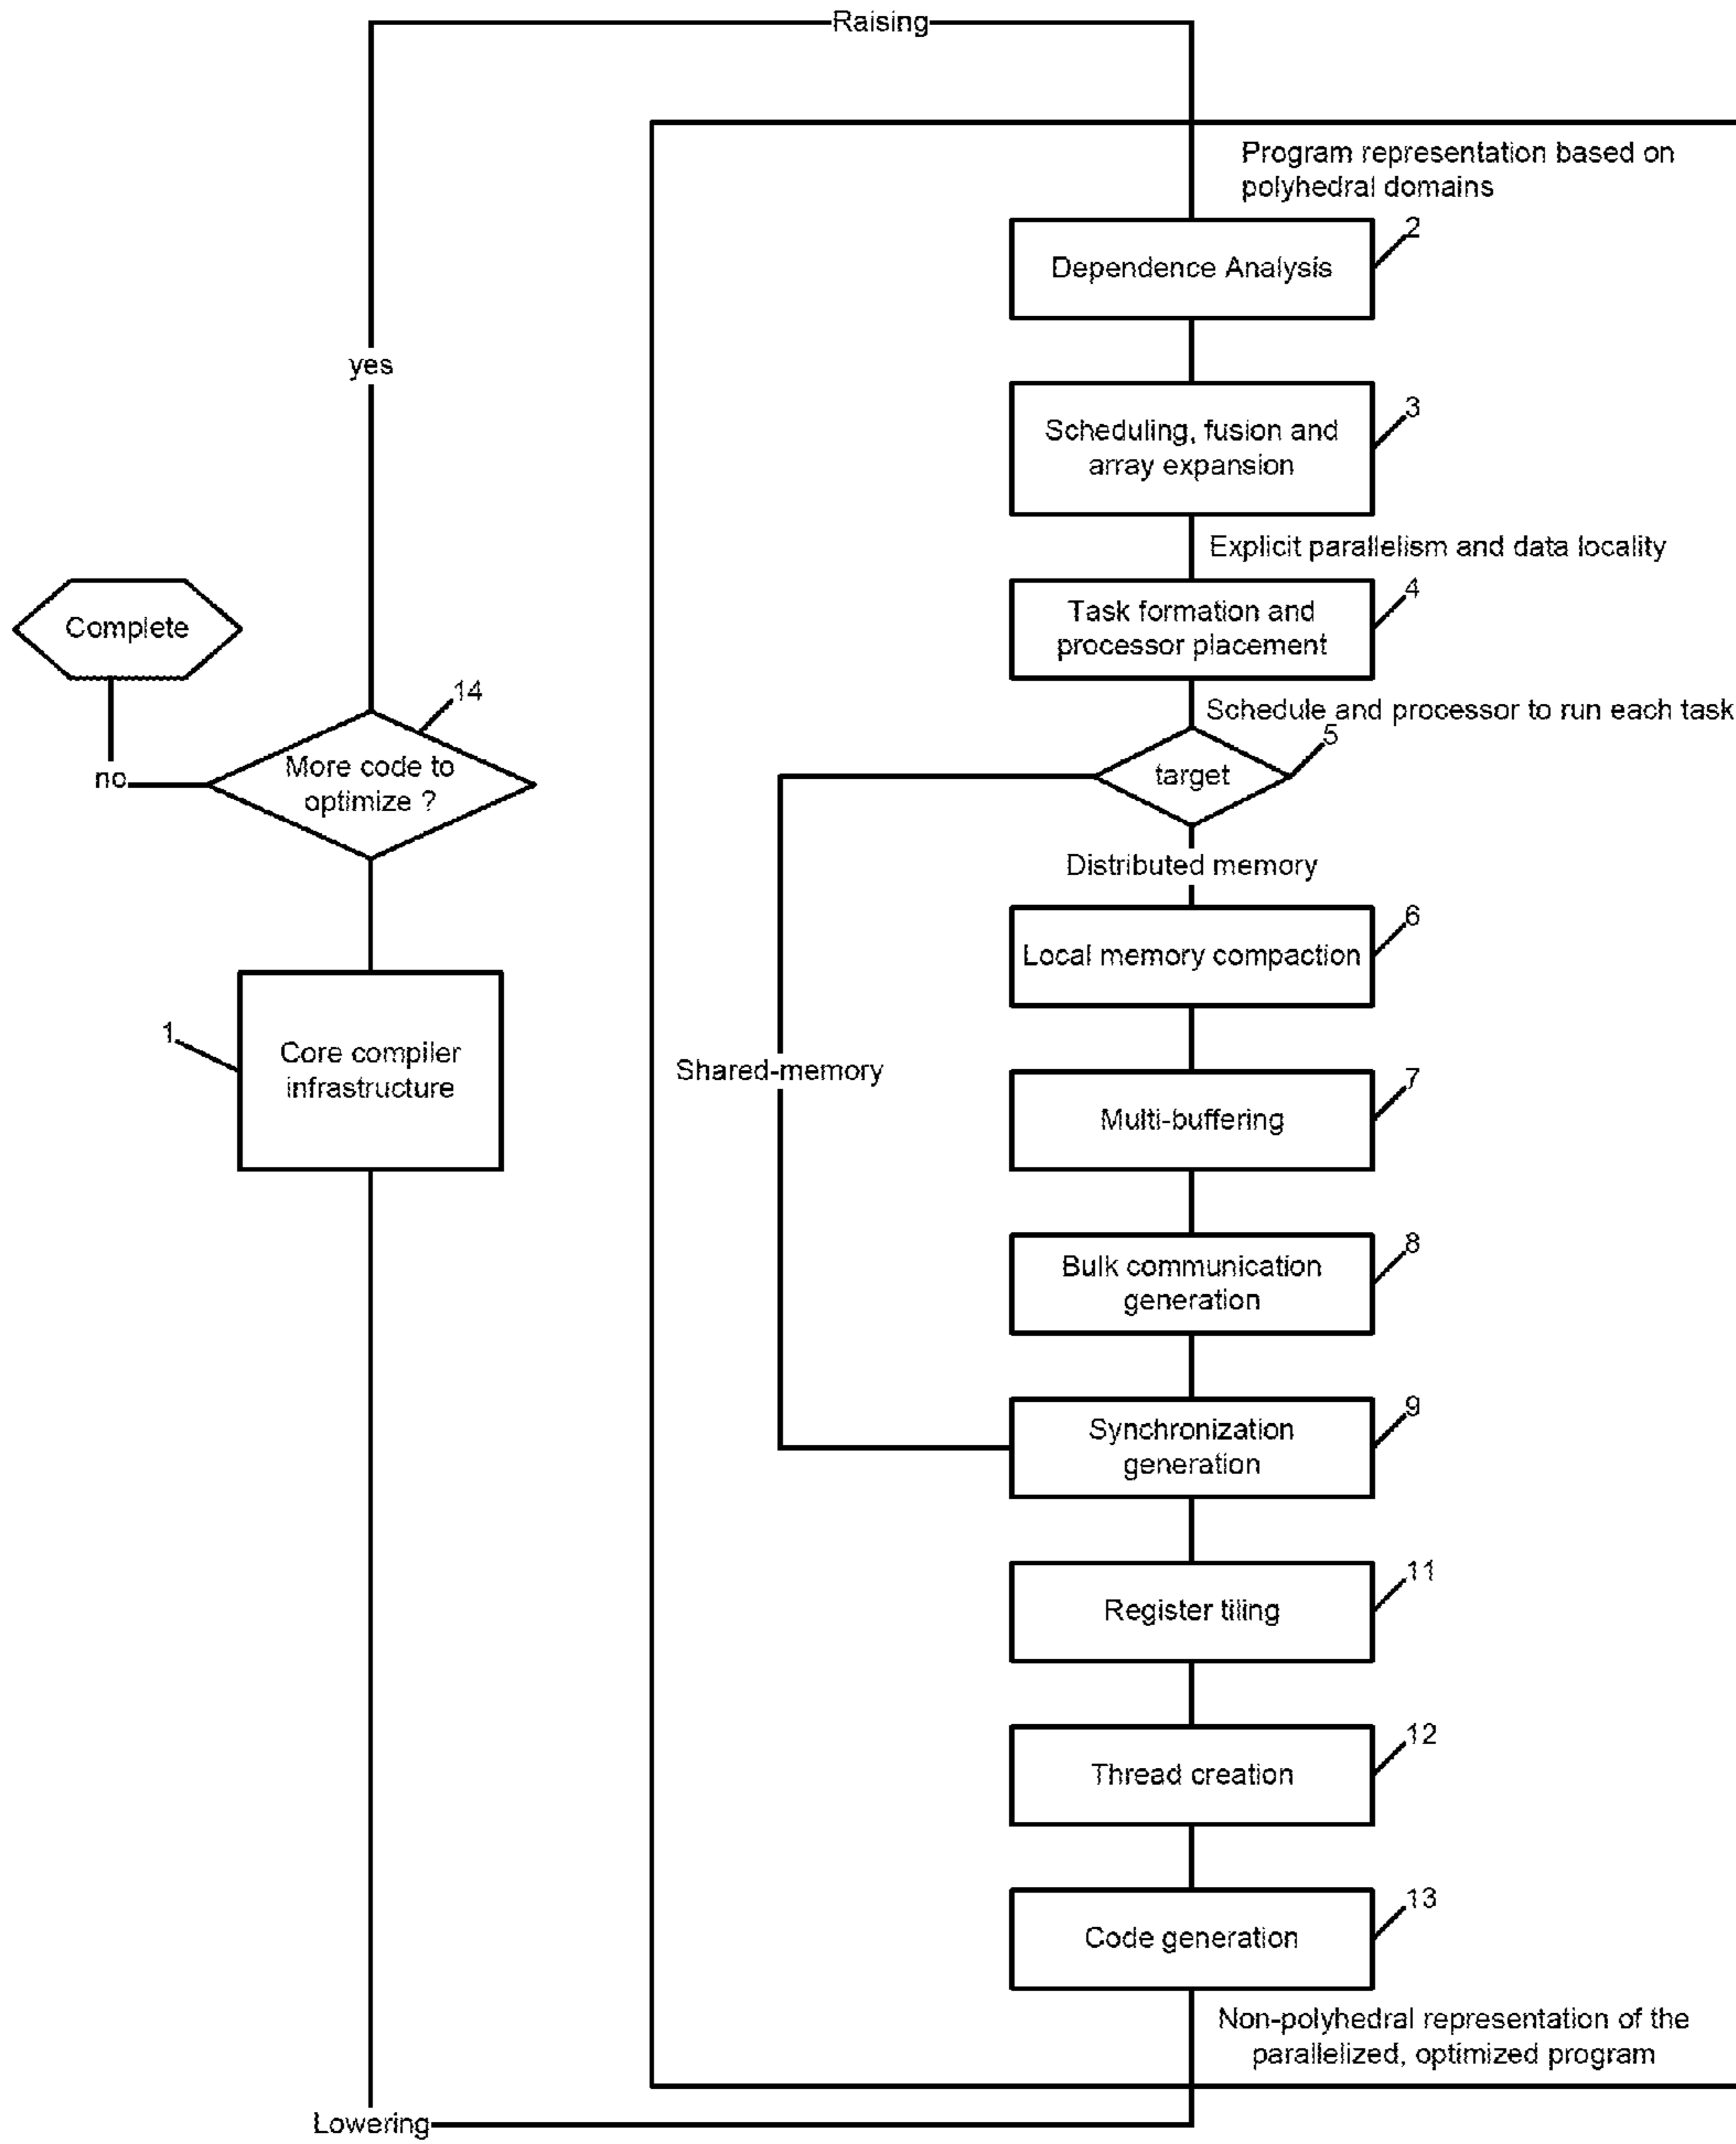 Raising
Program representation based on
polyhedral domains
2
Dependence Analysis
yes
3
Scheduling, fusion and
array expansion
Explicit parallelism and data locality
4
Task formation and
processor placement
Complete
14
Schedule and processor to run each task
5
target
More code to
optimize ?
no
Distributed memory
6
Local memory compaction
1
Core compiler
infrastructure
Shared-memory
7
Multi-buffering
8
Bulk communication
generation
9
Synchronization
generation
11
Register tiling
12
Thread creation
13
Code generation
Non-polyhedral representation of the
parallelized, optimized program
Lowering